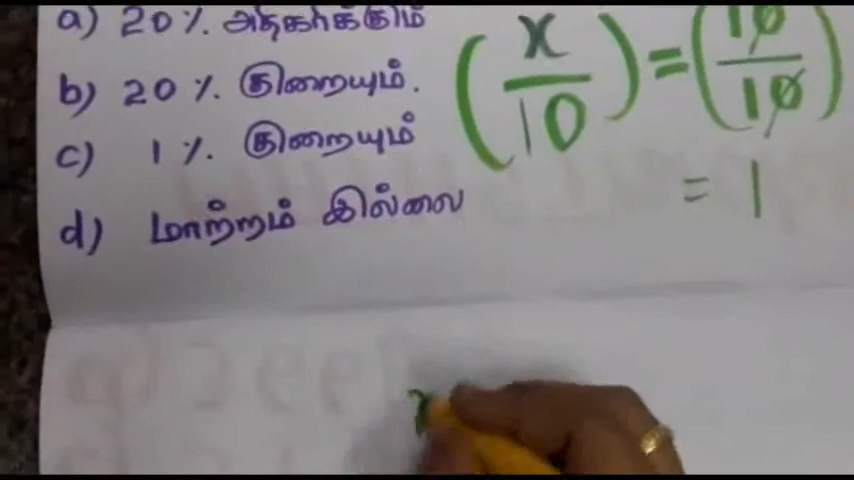 a) 20 %. அதிகரிக்கும்
b) 20 %. குறையும்.
c) 1 %. குறையும்
d) மாற்றம் இல்லை
(x/10) = (10/10)
= 1